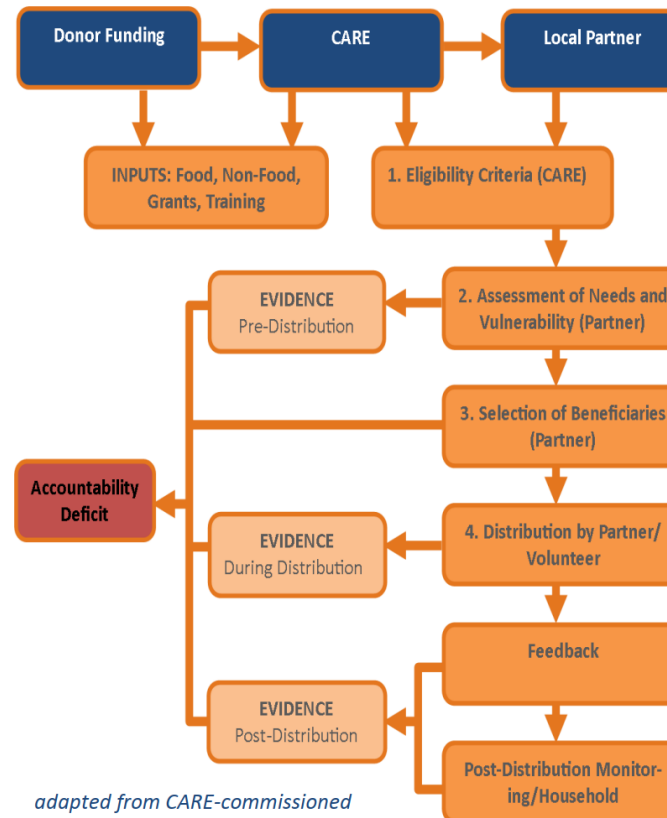 Donor Funding
CARE
Local Partner
INPUTS: Food, Non-Food,
Grants, Training
1. Eligibility Criteria (CARE)
EVIDENCE
Pre-Distribution
2. Assessment of Needs and
Vulnerability (Partner)
3. Selection of Beneficiaries
(Partner)
Accountability
Deficit
EVIDENCE
During Distribution
4. Distribution by Partner/
Volunteer
Feedback
EVIDENCE
Post-Distribution
Post-Distribution Monitor-
ing/Household
adapted from CARE-commissioned